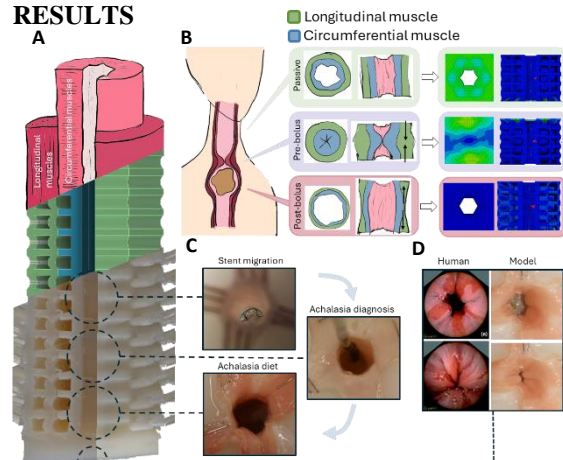 RESULTS
A
B
Longitudinal muscle
Circumferential muscle
Longitudinal muscles
Circumferential muscles
Passive
Pre-bolus
Post-bolus
C
Stent migration
Achalasia diagnosis
Achalasia diet
D
Human
Model